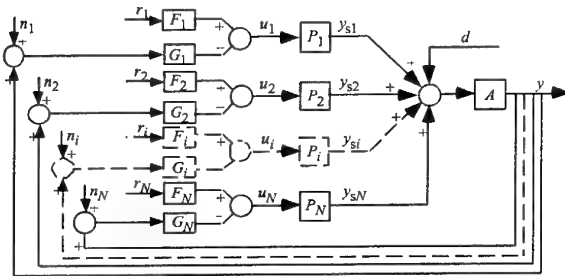 n1 r1 F1 + u1 P1 ys1
+ G1 − + d
n2 r2 F2 + u2 P2 ys2 + + A y
+ G2 − +
ni ri Fi + ui Pi ysi +
+ Gi −
nN rN FN + uN PN ysN
+ GN −
+